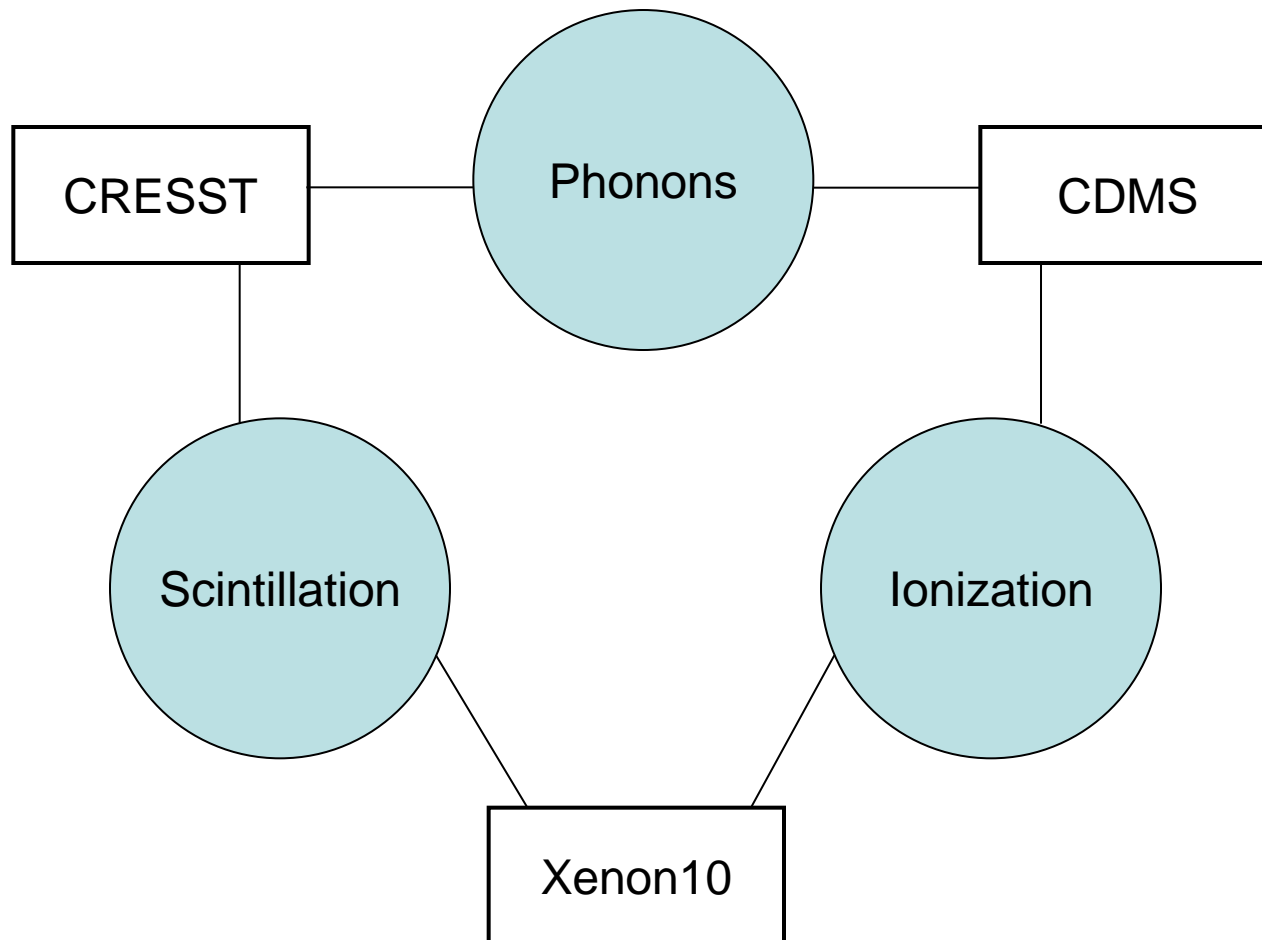 Phonons
CRESST
CDMS
Scintillation
Ionization
Xenon10